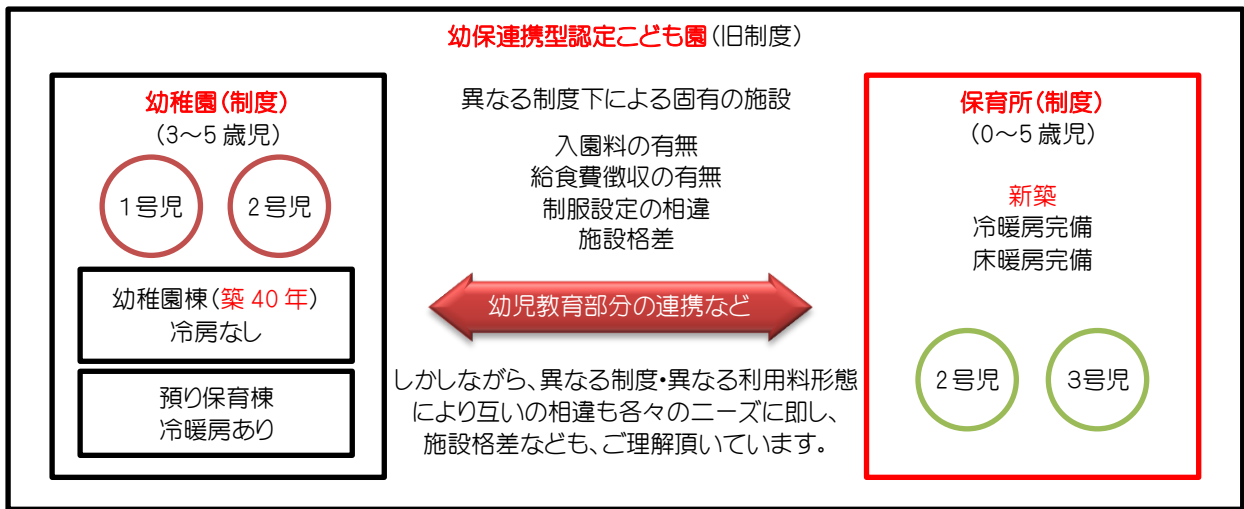 幼保連携型認定こども園(旧制度)
幼稚園(制度)
(3～5歳児)
1号児
2号児
幼稚園棟(築40年)
冷房なし
預り保育棟
冷暖房あり
異なる制度下による固有の施設
入園料の有無
給食費徴収の有無
制服設定の相違
施設格差
幼児教育部分の連携など
しかしながら、異なる制度・異なる利用料形態
により互いの相違も各々のニーズに即し、
施設格差なども、ご理解頂いています。
保育所(制度)
(0～5歳児)
新築
冷暖房完備
床暖房完備
2号児
3号児